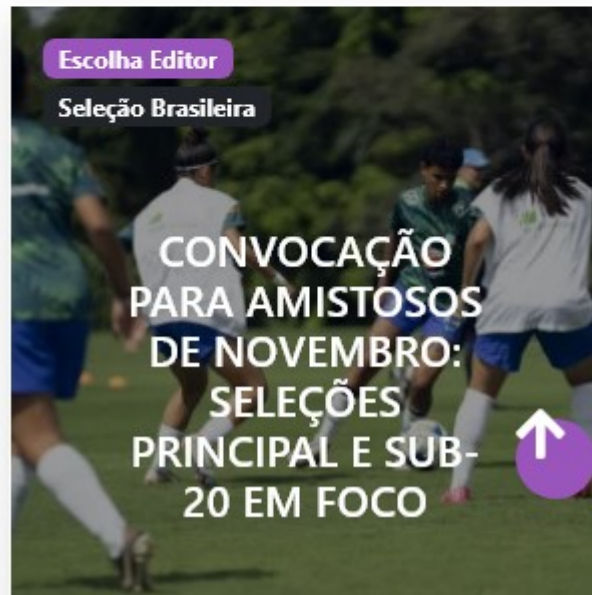 Escolha Editor
Seleção Brasileira
CONVOCAÇÃO
PARA AMISTOSOS
DE NOVEMBRO:
SELEÇÕES
PRINCIPAL E SUB-
20 EM FOCO